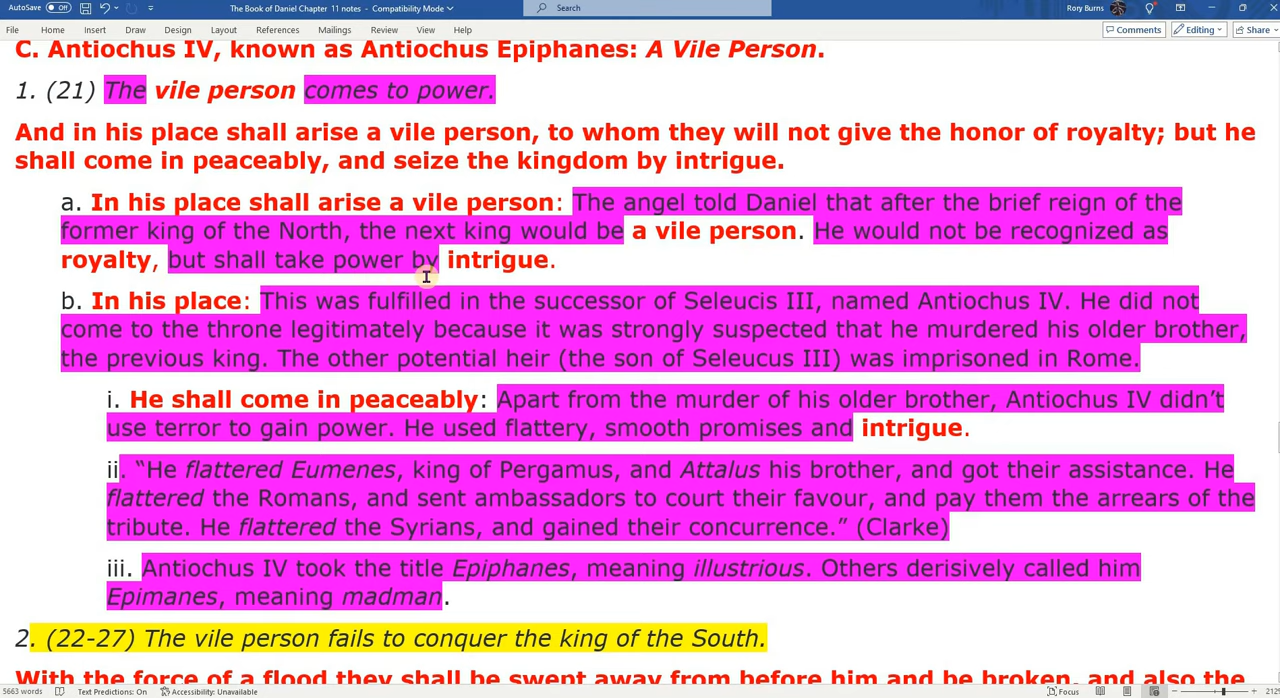 AutoSave Off The Book of Daniel Chapter 11 notes - Compatibility Mode Search Rory Burns
File Home Insert Draw Design Layout References Mailings Review View Help Comments Editing Share
C. Antiochus IV, known as Antiochus Epiphanes: A Vile Person.
1. (21) The vile person comes to power.
And in his place shall arise a vile person, to whom they will not give the honor of royalty; but he
shall come in peaceably, and seize the kingdom by intrigue.
a. In his place shall arise a vile person: The angel told Daniel that after the brief reign of the
former king of the North, the next king would be a vile person. He would not be recognized as
royalty, but shall take power by intrigue.
b. In his place: This was fulfilled in the successor of Seleucis III, named Antiochus IV. He did not
come to the throne legitimately because it was strongly suspected that he murdered his older brother,
the previous king. The other potential heir (the son of Seleucus III) was imprisoned in Rome.
i. He shall come in peaceably: Apart from the murder of his older brother, Antiochus IV didn’t
use terror to gain power. He used flattery, smooth promises and intrigue.
ii. “He flattered Eumenes, king of Pergamus, and Attalus his brother, and got their assistance. He
flattered the Romans, and sent ambassadors to court their favour, and pay them the arrears of the
tribute. He flattered the Syrians, and gained their concurrence.” (Clarke)
iii. Antiochus IV took the title Epiphanes, meaning illustrious. Others derisively called him
Epimanes, meaning madman.
2. (22-27) The vile person fails to conquer the king of the South.
With the force of a flood they shall be swept away from before him and be broken, and also the
5663 words Text Predictions: On Accessibility: Unavailable Focus